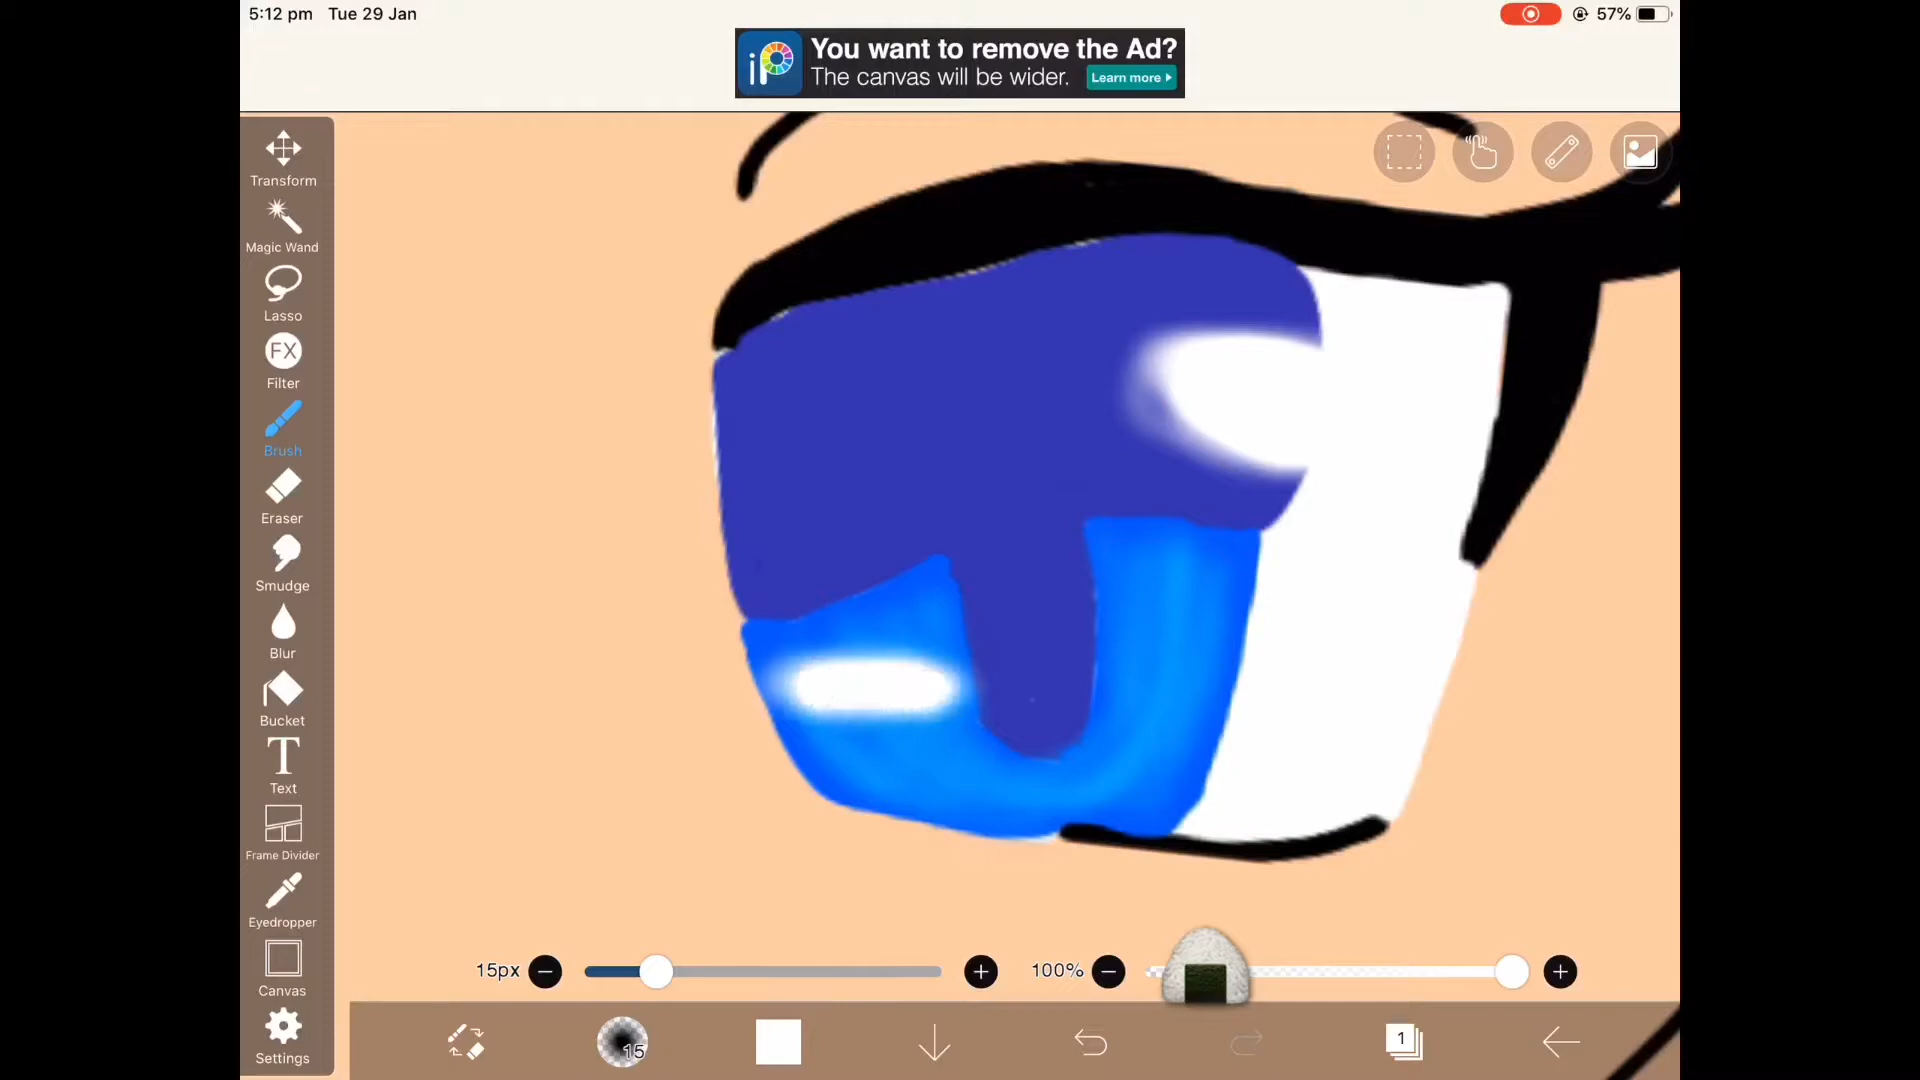 5:12 pm Tue 29 Jan
57%
iP
You want to remove the Ad?
The canvas will be wider.
Learn more
Transform
Magic Wand
Lasso
FX
Filter
Brush
Eraser
Smudge
Blur
Bucket
T
Text
Frame Divider
Eyedropper
Canvas
Settings
15px
100%
15
1